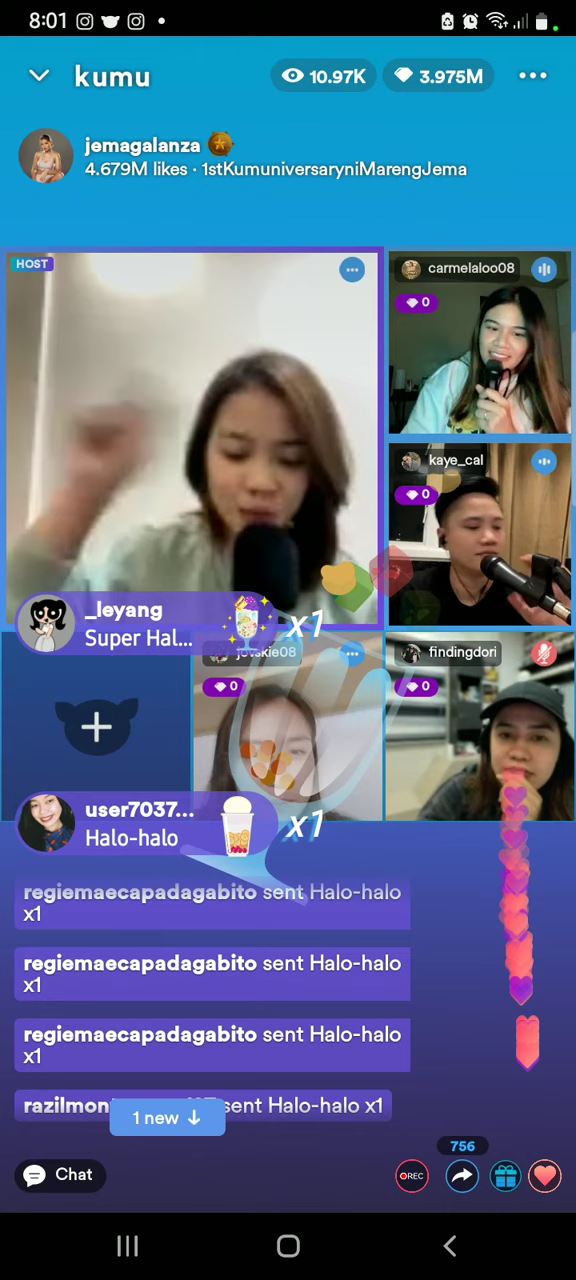 8:01
kumu
10.97K
3.975M
jemagalanza
4.679M likes · 1stKumuniversaryniMarengJema
HOST
carmelaloo08
0
kaye_cal
0
_leyang
Super Hal...
x1
jovskie08
0
findingdori
0
user7037...
Halo-halo
x1
regiemaecapadagabito sent Halo-halo
x1
regiemaecapadagabito sent Halo-halo
x1
regiemaecapadagabito sent Halo-halo
x1
sent Halo-halo x1
1 new ↓
756
Chat
REC